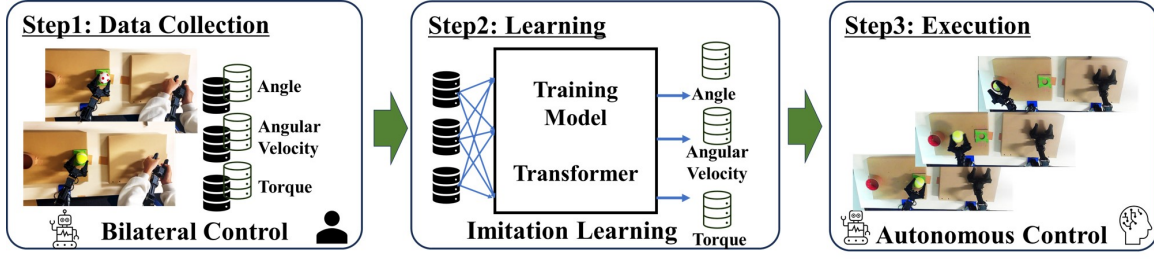 Step1: Data Collection
Angle
Angular
Velocity
Torque
Bilateral Control
Step2: Learning
Training
Model
Transformer
Angle
Angular
Velocity
Torque
Imitation Learning
Step3: Execution
Autonomous Control